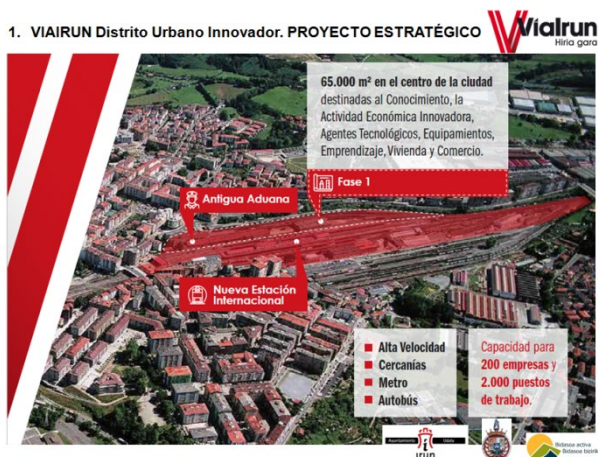 1. VIAIRUN Distrito Urbano Innovador. PROYECTO ESTRATÉGICO
VIaIrun
Hiria gara
65.000 m² en el centro de la ciudad
destinadas al Conocimiento, la
Actividad Económica Innovadora,
Agentes Tecnológicos, Equipamientos,
Emprendizaje, Vivienda y Comercio.
Fase 1
Antigua Aduana
Nueva Estación
Internacional
Alta Velocidad
Cercanías
Metro
Autobús
Capacidad para
200 empresas y
2.000 puestos
de trabajo.
Ayuntamiento Udala
irun
Bidasoa activa
Bidasoa bizirik